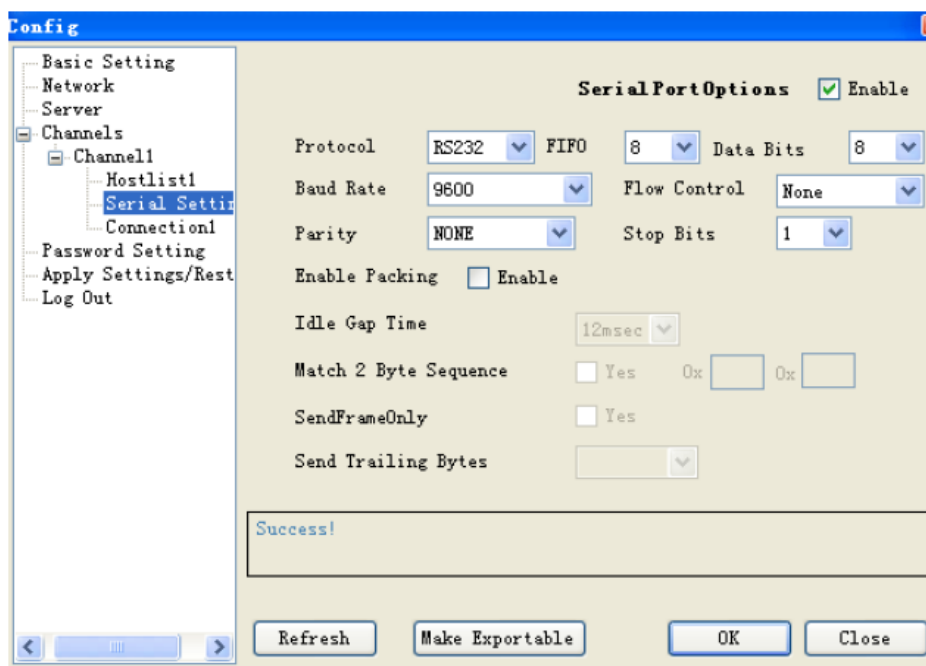 Config
Basic Setting
Network
Server
Channels
Channel1
Hostlist1
Serial Settin
Connection1
Password Setting
Apply Settings/Rest
Log Out
SerialPortOptions Enable
Protocol RS232 FIFO 8 Data Bits 8
Baud Rate 9600 Flow Control None
Parity NONE Stop Bits 1
Enable Packing Enable
Idle Gap Time 12msec
Match 2 Byte Sequence Yes 0x 0x
SendFrameOnly Yes
Send Trailing Bytes
Success!
Refresh Make Exportable OK Close